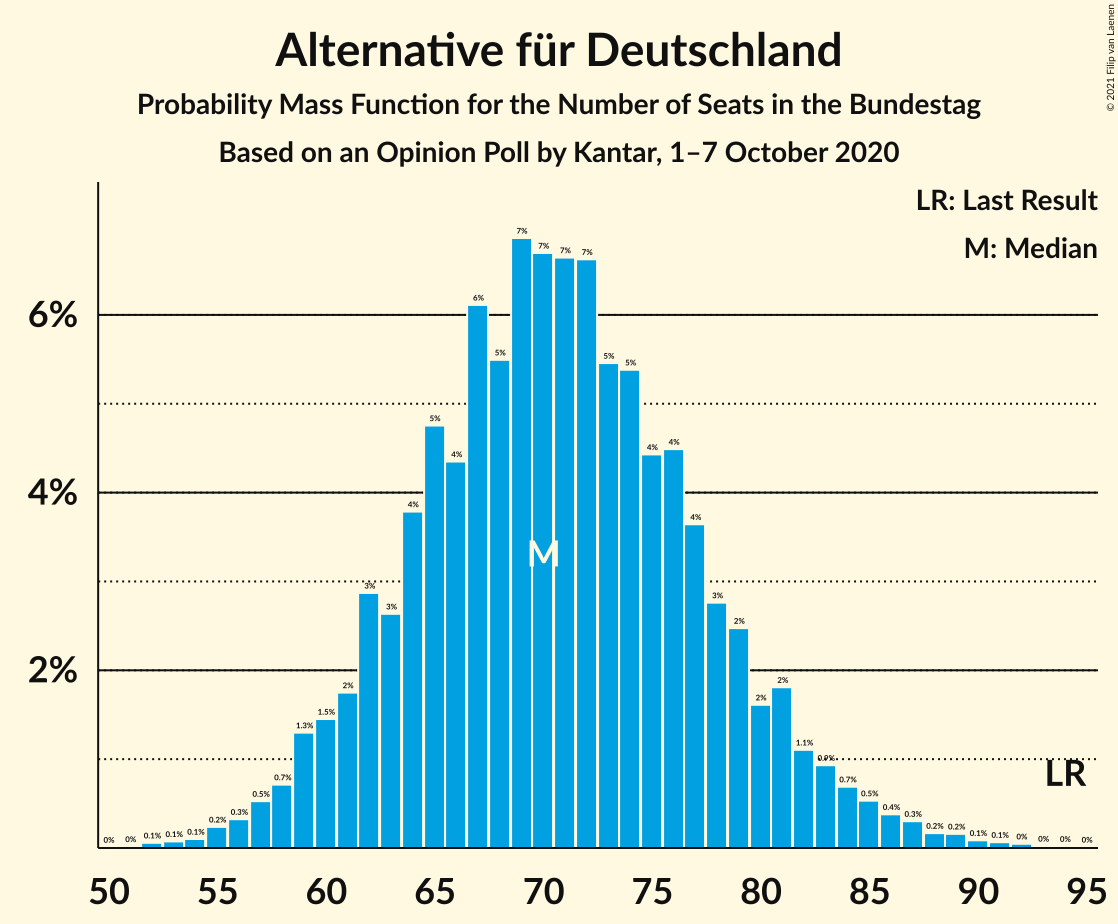 © 2021 Filip van Laenen
Alternative für Deutschland
Probability Mass Function for the Number of Seats in the Bundestag
Based on an Opinion Poll by Kantar, 1–7 October 2020
LR: Last Result
M: Median
7% 7% 7% 7%
6%
6%
5% 5% 5%
5% 4% 4% 4%
4%
4% 4%
M
3% 3% 3% 2%
2%
2% 2% 2%
1.3% 1.5% 1.1% 0.9%
LR
0.7% 0.7%
0.5% 0.5%
0.2% 0.3% 0.4% 0.3%
0% 0% 0.1% 0.1% 0.1% 0.2% 0.2% 0.1% 0.1% 0% 0% 0% 0%
50 55 60 65 70 75 80 85 90 95